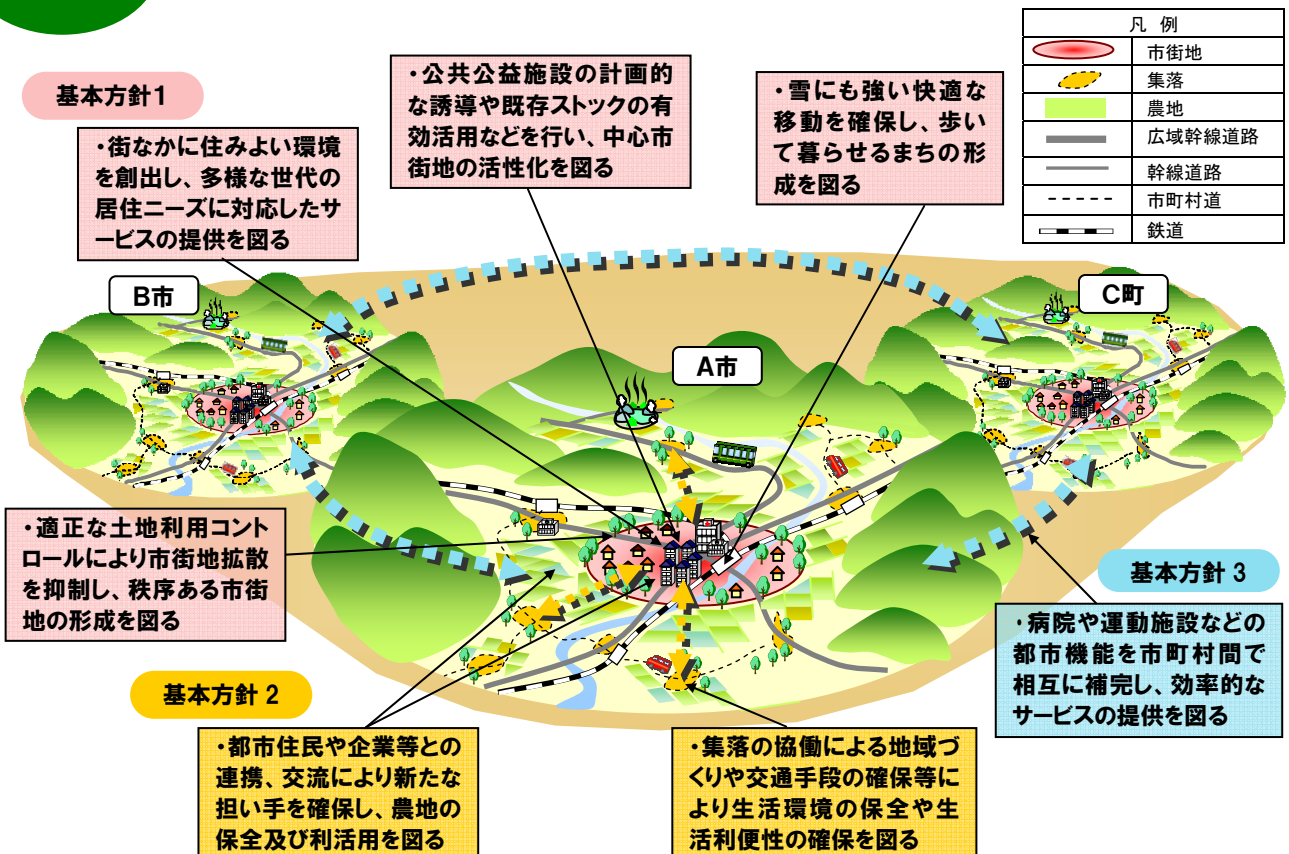 凡 例
市街地
集落
農地
広域幹線道路
幹線道路
市町村道
鉄道
基本方針1
・街なかに住みよい環境
を創出し、多様な世代の
居住ニーズに対応したサ
ービスの提供を図る
・公共公益施設の計画的
な誘導や既存ストックの有
効活用などを行い、中心市
街地の活性化を図る
・雪にも強い快適な
移動を確保し、歩い
て暮らせるまちの形
成を図る
B市
C町
A市
・適正な土地利用コント
ロールにより市街地拡散
を抑制し、秩序ある市街
地の形成を図る
基本方針 3
・病院や運動施設などの
都市機能を市町村間で
相互に補完し、効率的な
サービスの提供を図る
基本方針 2
・都市住民や企業等との
連携、交流により新たな
担い手を確保し、農地の
保全及び利活用を図る
・集落の協働による地域づ
くりや交通手段の確保等に
より生活環境の保全や生
活利便性の確保を図る